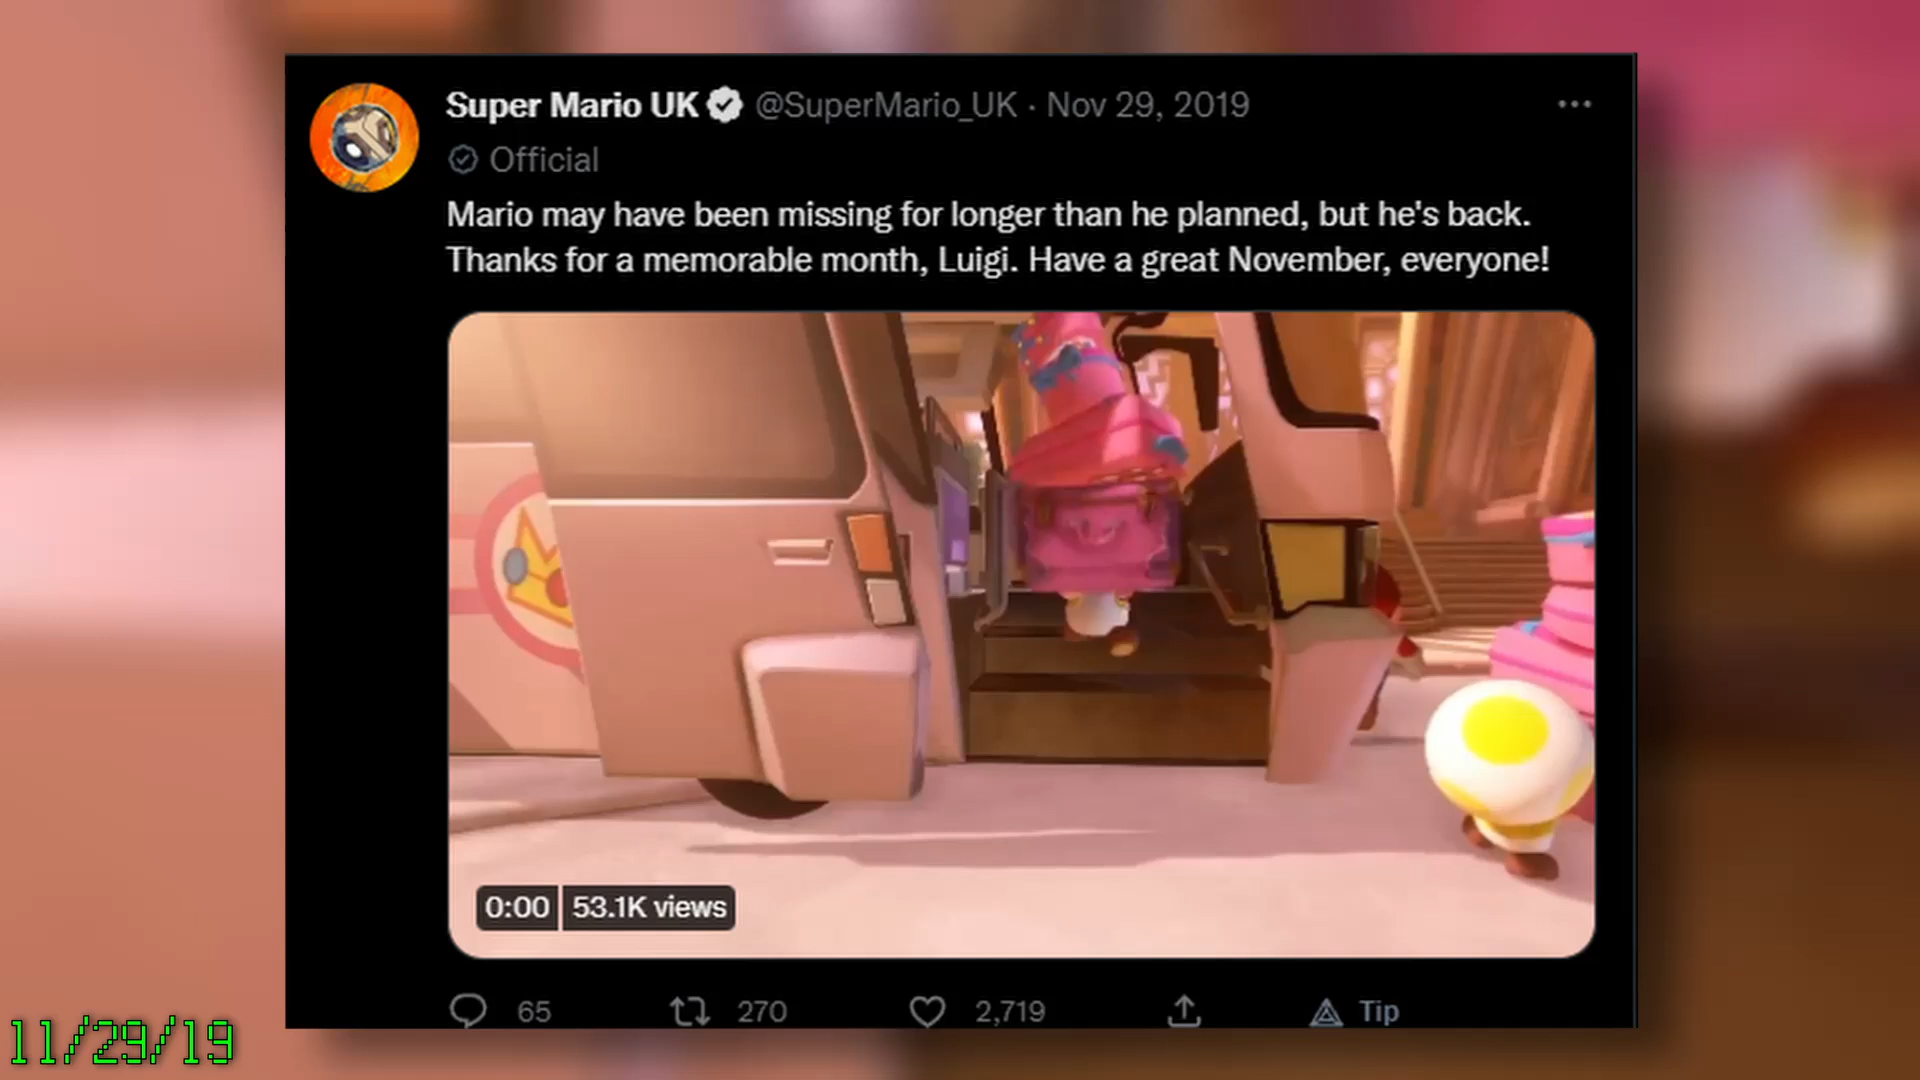 Super Mario UK @SuperMario_UK · Nov 29, 2019
Official
Mario may have been missing for longer than he planned, but he's back.
Thanks for a memorable month, Luigi. Have a great November, everyone!
0:00 53.1K views
65 270 2,719 Tip
11/29/19